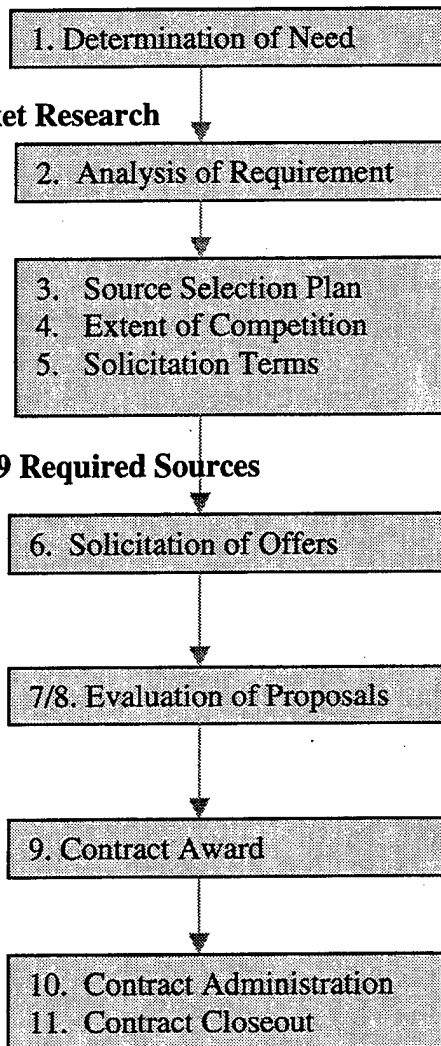 1. Determination of Need
ket Research
2. Analysis of Requirement
3. Source Selection Plan
4. Extent of Competition
5. Solicitation Terms
9 Required Sources
6. Solicitation of Offers
7/8. Evaluation of Proposals
9. Contract Award
10. Contract Administration
11. Contract Closeout